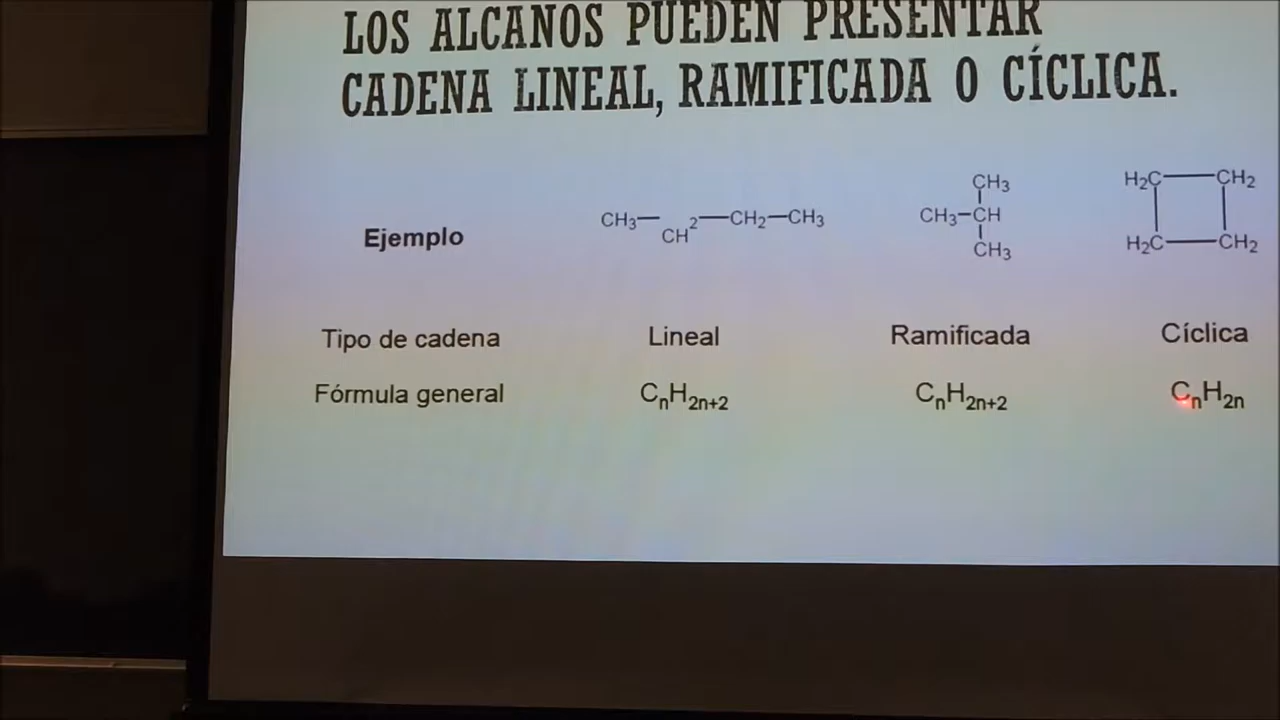 LOS ALCANOS PUEDEN PRESENTAR
CADENA LINEAL, RAMIFICADA O CÍCLICA.
Ejemplo
CH3—CH2—CH2—CH3
CH3
CH3—CH
CH3
H2C—CH2
H2C—CH2
Tipo de cadena Lineal Ramificada Cíclica
Fórmula general CnH2n+2 CnH2n+2 CnH2n